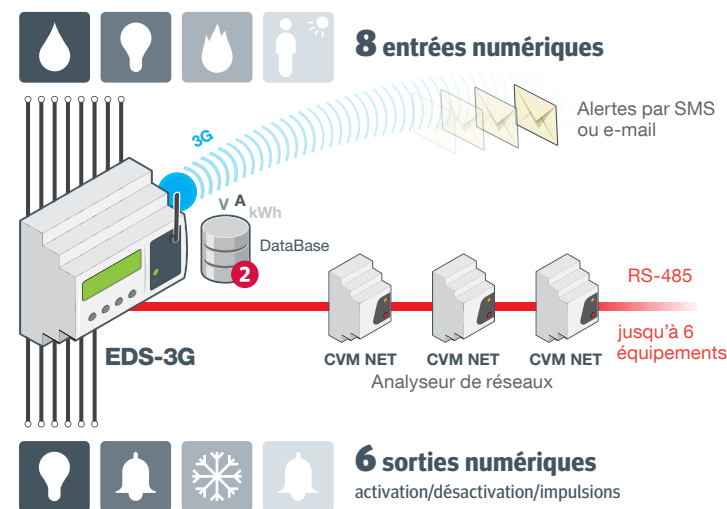 8 entrées numériques
3G
Alertes par SMS
ou e-mail
V A
kWh
DataBase
2
RS-485
jusqu'à 6
équipements
EDS-3G
CVM NET CVM NET CVM NET
Analyseur de réseaux
6 sorties numériques
activation/désactivation/impulsions